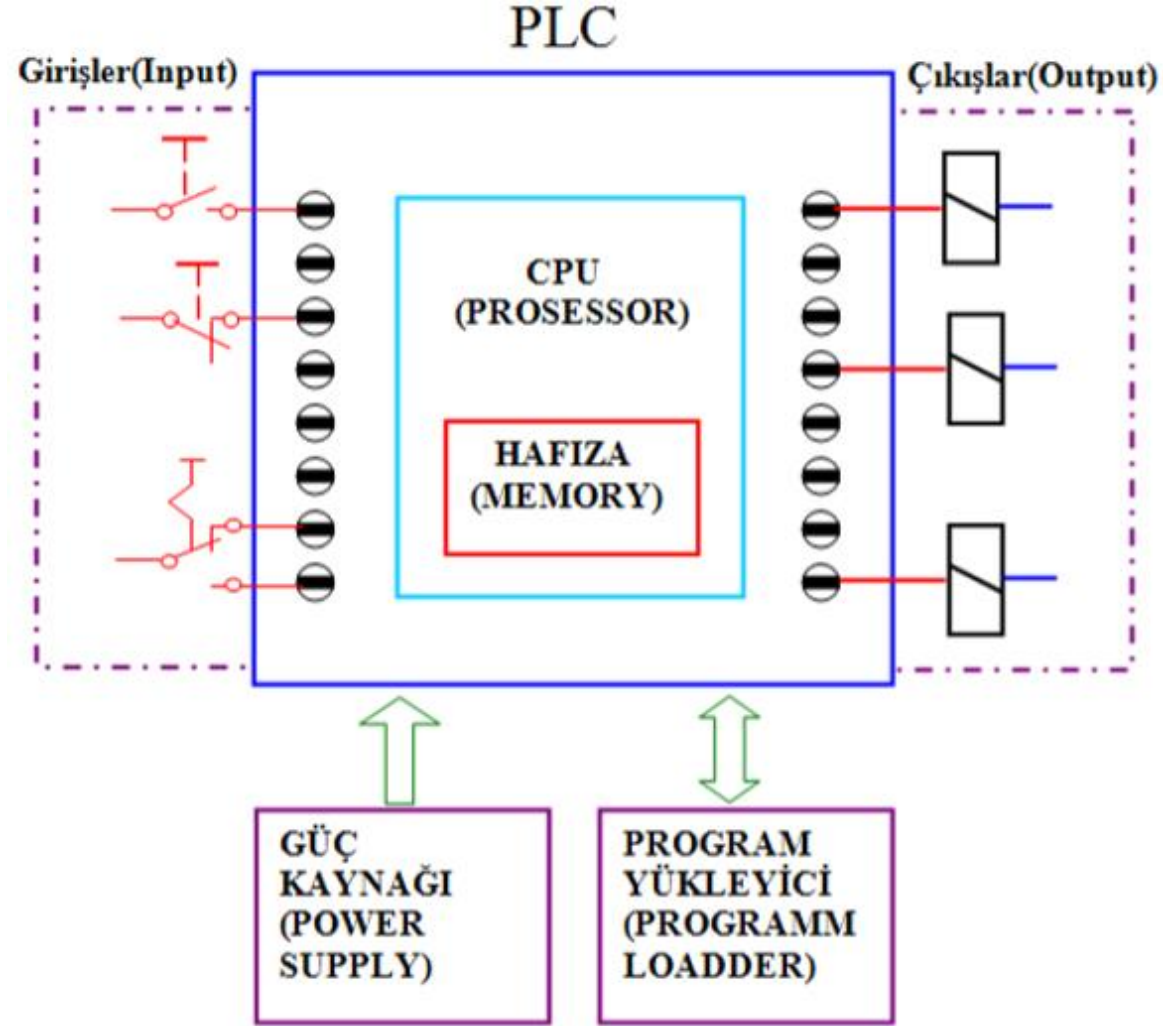 PLC
Girişler(Input)
Çıkışlar(Output)
CPU
(PROSESSOR)
HAFIZA
(MEMORY)
GÜÇ
KAYNAĞI
(POWER
SUPPLY)
PROGRAM
YÜKLEYİCİ
(PROGRAMM
LOADDER)